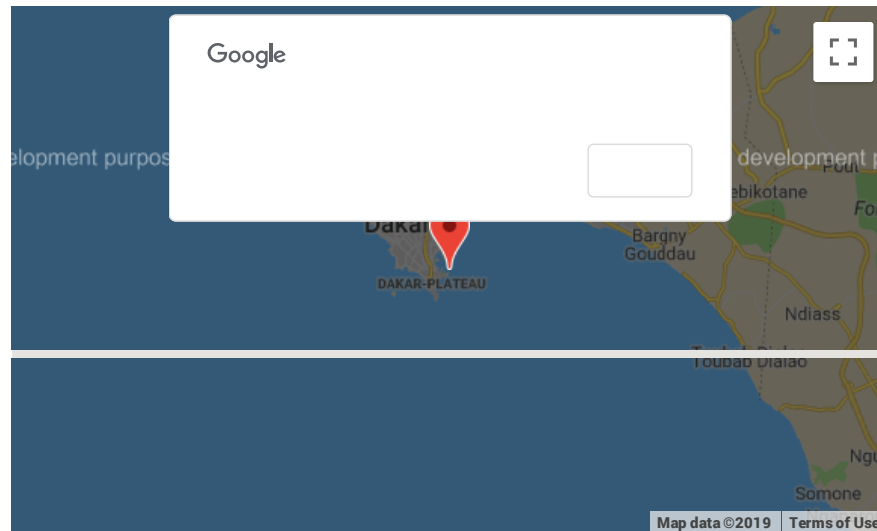 Google
elopment purpos
development p
Pout
ebikotane
Fo
Dakar
Bargny
Gouddau
DAKAR-PLATEAU
Ndiass
Toubab Dialao
Ngu
Somone
Map data ©2019
Terms of Use